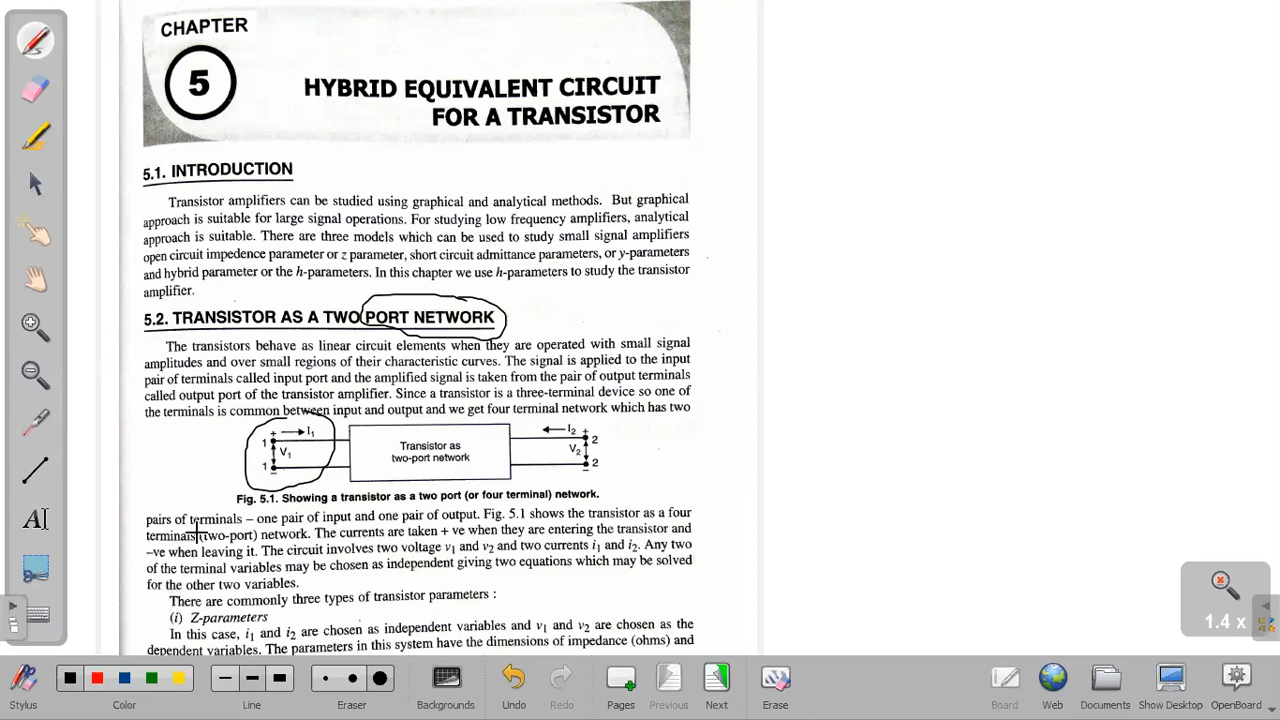 CHAPTER
5
HYBRID EQUIVALENT CIRCUIT
FOR A TRANSISTOR
5.1. INTRODUCTION
Transistor amplifiers can be studied using graphical and analytical methods. But graphical
approach is suitable for large signal operations. For studying low frequency amplifiers, analytical
approach is suitable. There are three models which can be used to study small signal amplifiers
open circuit impedence parameter or z parameter, short circuit admittance parameters, or y-parameters
and hybrid parameter or the h-parameters. In this chapter we use h-parameters to study the transistor
amplifier.
5.2. TRANSISTOR AS A TWO PORT NETWORK
The transistors behave as linear circuit elements when they are operated with small signal
amplitudes and over small regions of their characteristic curves. The signal is applied to the input
pair of terminals called input port and the amplified signal is taken from the pair of output terminals
called output port of the transistor amplifier. Since a transistor is a three-terminal device so one of
the terminals is common between input and output and we get four terminal network which has two
+ I₁
1
V₁
1
–
Transistor as
two-port network
I₂ +
2
V₂
2
–
Fig. 5.1. Showing a transistor as a two port (or four terminal) network.
pairs of terminals – one pair of input and one pair of output. Fig. 5.1 shows the transistor as a four
terminals (two-port) network. The currents are taken + ve when they are entering the transistor and
–ve when leaving it. The circuit involves two voltage v₁ and v₂ and two currents i₁ and i₂. Any two
of the terminal variables may be chosen as independent giving two equations which may be solved
for the other two variables.
There are commonly three types of transistor parameters :
(i) Z-parameters
In this case, i₁ and i₂ are chosen as independent variables and v₁ and v₂ are chosen as the
dependent variables. The parameters in this system have the dimensions of impedance (ohms) and
1.4 x
Stylus
Color
Line
Eraser
Backgrounds
Undo
Redo
Pages
Previous
Next
Erase
Board
Web
Documents
Show Desktop
OpenBoard